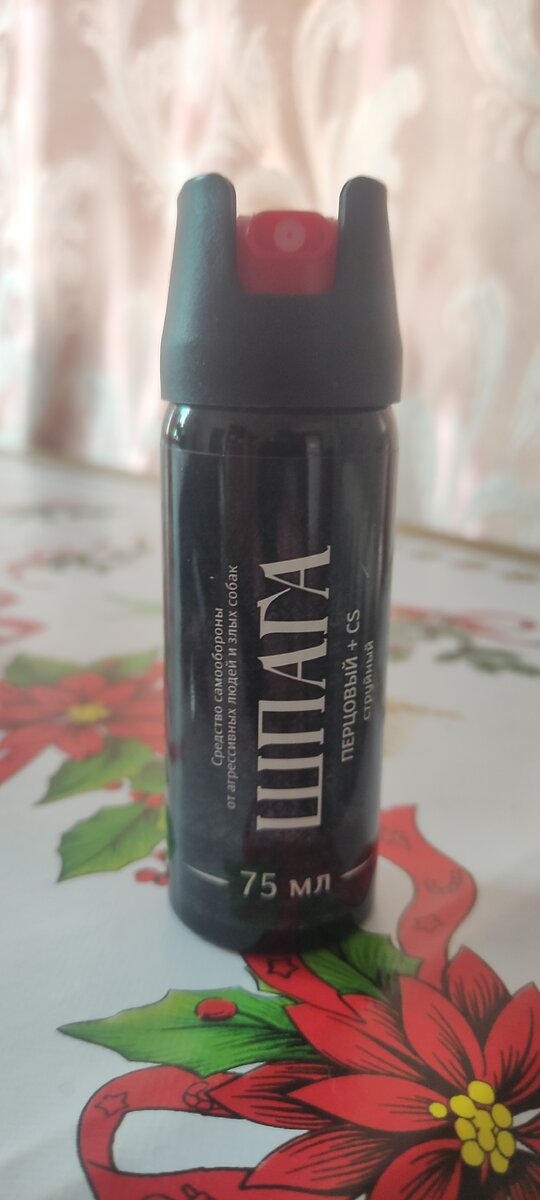 Средство самообороны
от агрессивных людей и злых собак
ШПАГА
ПЕРЦОВЫЙ + CS
струйный
75 мл